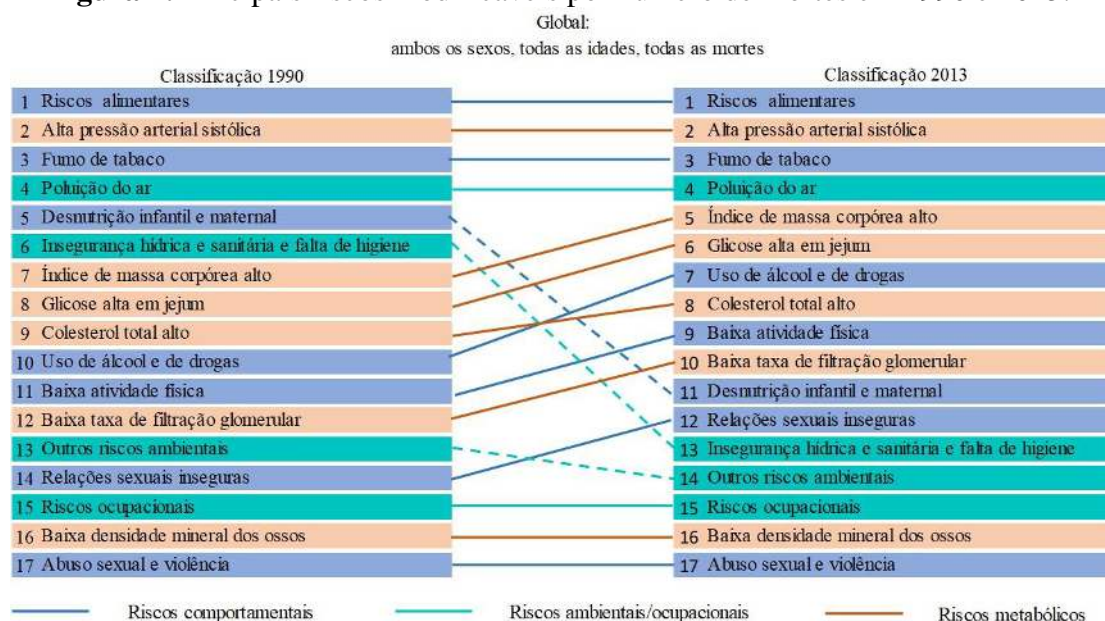 Global:
ambos os sexos, todas as idades, todas as mortes
Classificação 1990
1 Riscos alimentares
2 Alta pressão arterial sistólica
3 Fumo de tabaco
4 Poluição do ar
5 Desnutrição infantil e maternal
6 Insegurança hídrica e sanitária e falta de higiene
7 Índice de massa corpórea alto
8 Glicose alta em jejum
9 Colesterol total alto
10 Uso de álcool e de drogas
11 Baixa atividade física
12 Baixa taxa de filtração glomerular
13 Outros riscos ambientais
14 Relações sexuais inseguras
15 Riscos ocupacionais
16 Baixa densidade mineral dos ossos
17 Abuso sexual e violência
Classificação 2013
1 Riscos alimentares
2 Alta pressão arterial sistólica
3 Fumo de tabaco
4 Poluição do ar
5 Índice de massa corpórea alto
6 Glicose alta em jejum
7 Uso de álcool e de drogas
8 Colesterol total alto
9 Baixa atividade física
10 Baixa taxa de filtração glomerular
11 Desnutrição infantil e maternal
12 Relações sexuais inseguras
13 Insegurança hídrica e sanitária e falta de higiene
14 Outros riscos ambientais
15 Riscos ocupacionais
16 Baixa densidade mineral dos ossos
17 Abuso sexual e violência
Riscos comportamentais
Riscos ambientais/ocupacionais
Riscos metabólicos